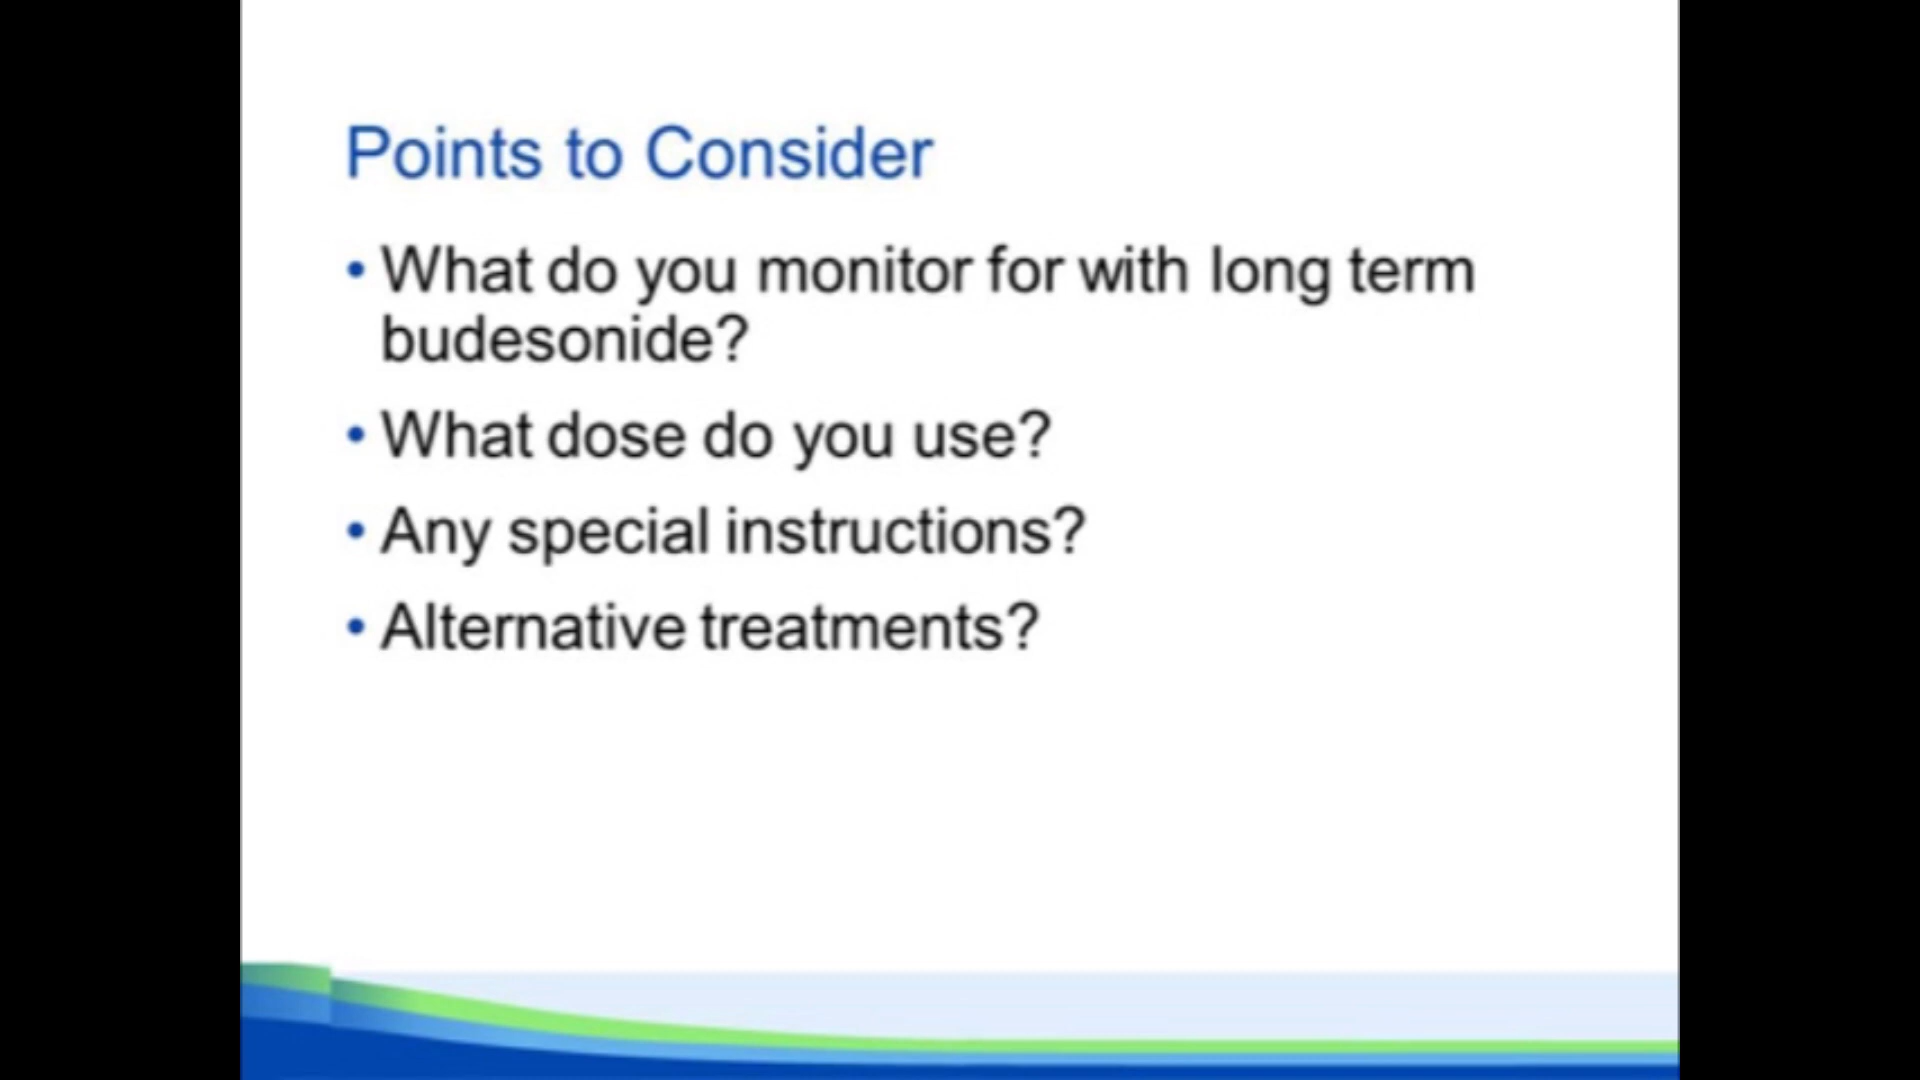 Points to Consider
• What do you monitor for with long term
budesonide?
• What dose do you use?
• Any special instructions?
• Alternative treatments?